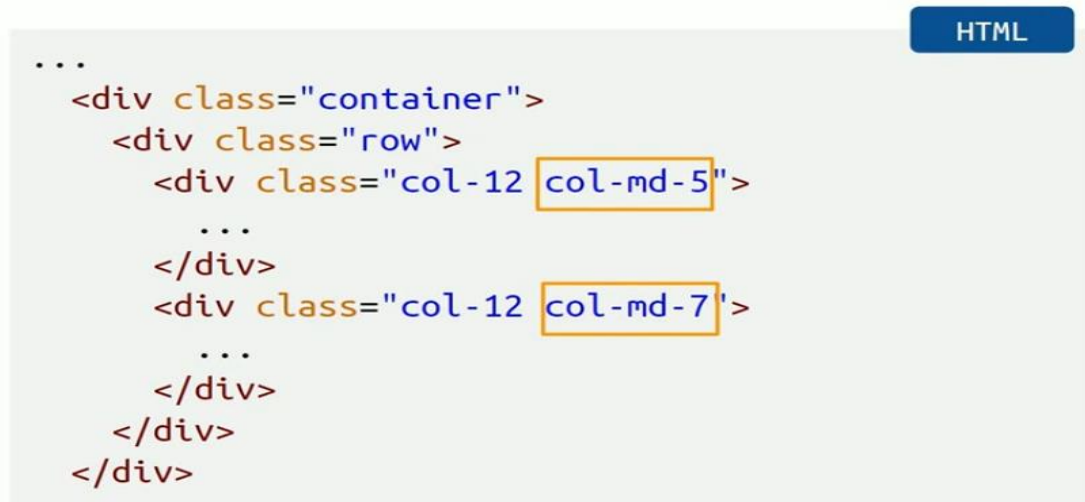 HTML
...
<div class="container">
<div class="row">
<div class="col-12 col-md-5">
...
</div>
<div class="col-12 col-md-7">
...
</div>
</div>
</div>